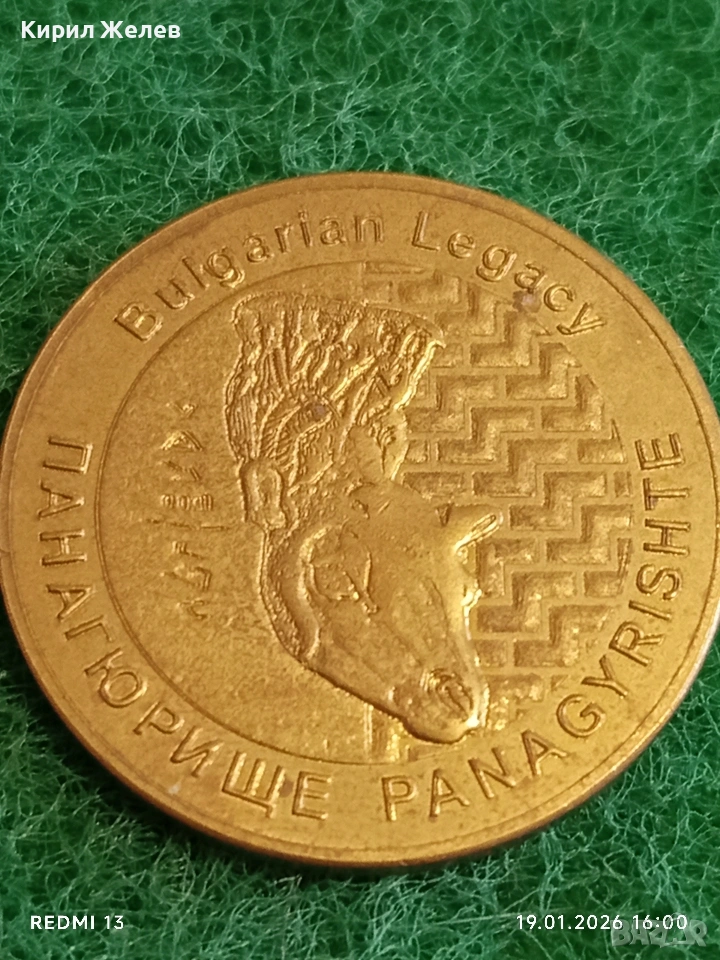 Кирил Желев
Bulgarian Legacy
ПАНАГЮРИЩЕ PANAGYRISHTE
REDMI 13
19.01.2026 16:00